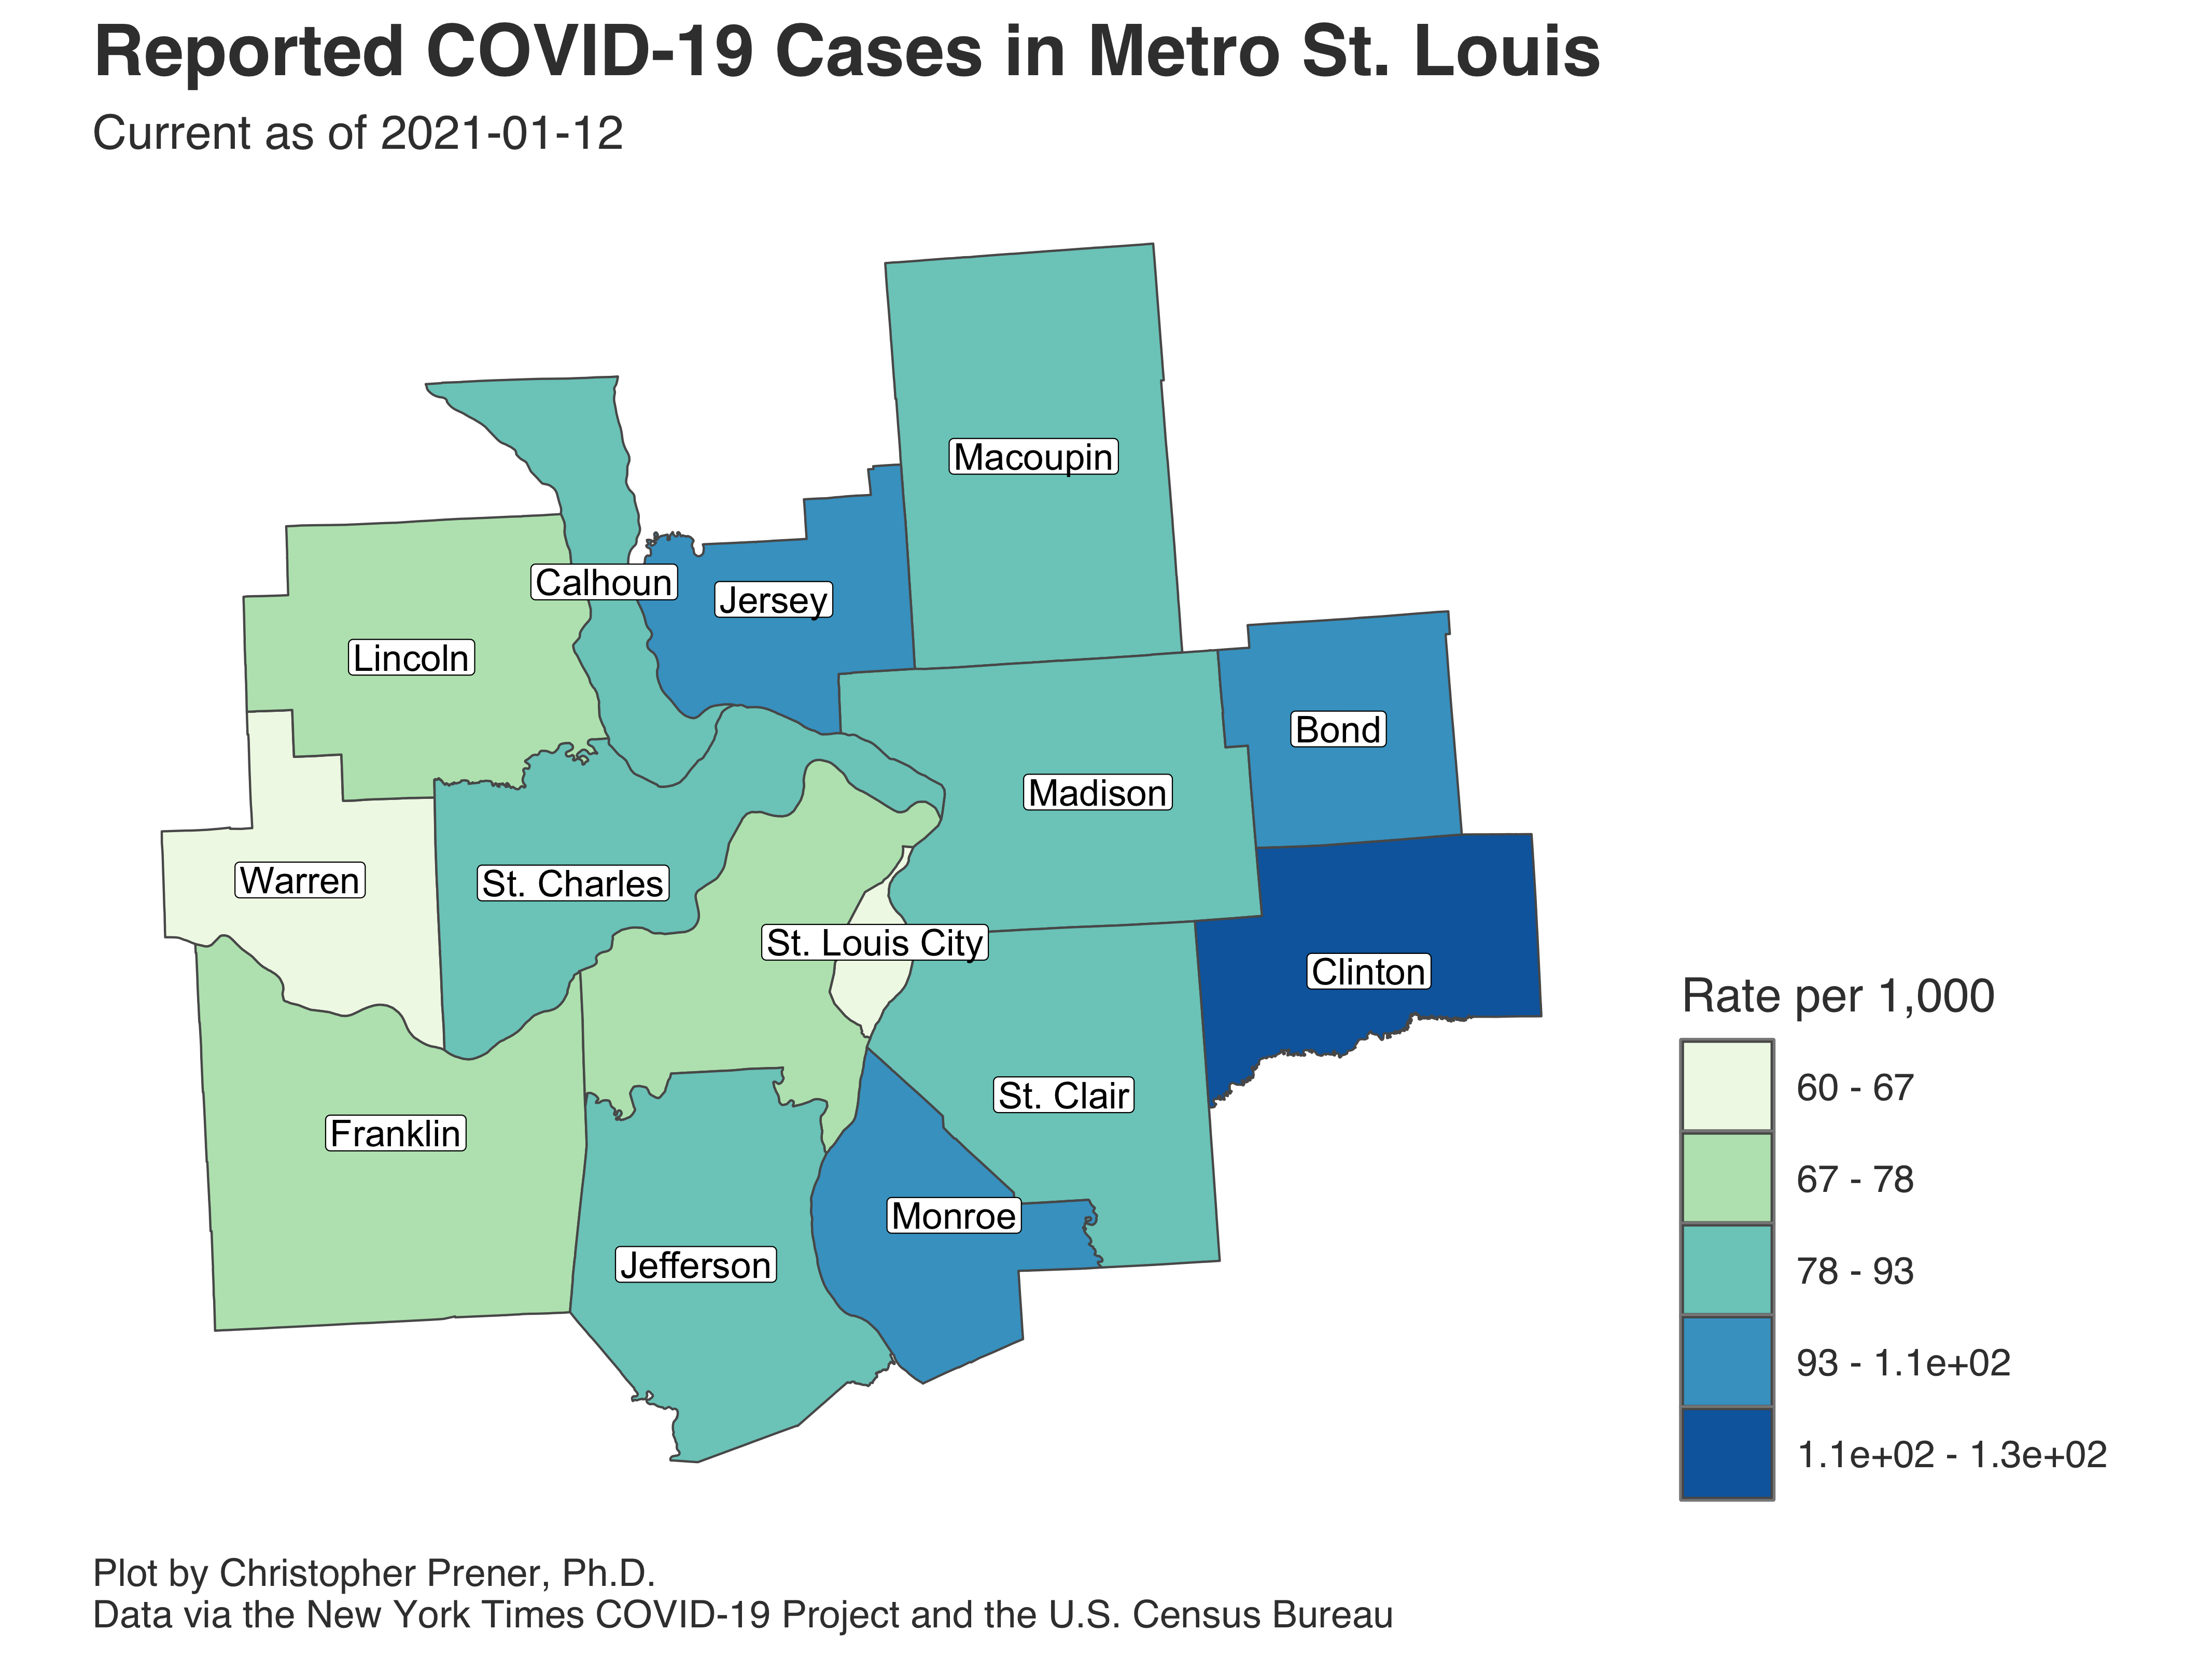 Reported COVID-19 Cases in Metro St. Louis
Current as of 2021-01-12
Macoupin
Calhoun
Jersey
Lincoln
Bond
Madison
Warren
St. Charles
St. Louis City
Clinton
St. Clair
Franklin
Monroe
Jefferson
Rate per 1,000
60 - 67
67 - 78
78 - 93
93 - 1.1e+02
1.1e+02 - 1.3e+02
Plot by Christopher Prener, Ph.D.
Data via the New York Times COVID-19 Project and the U.S. Census Bureau